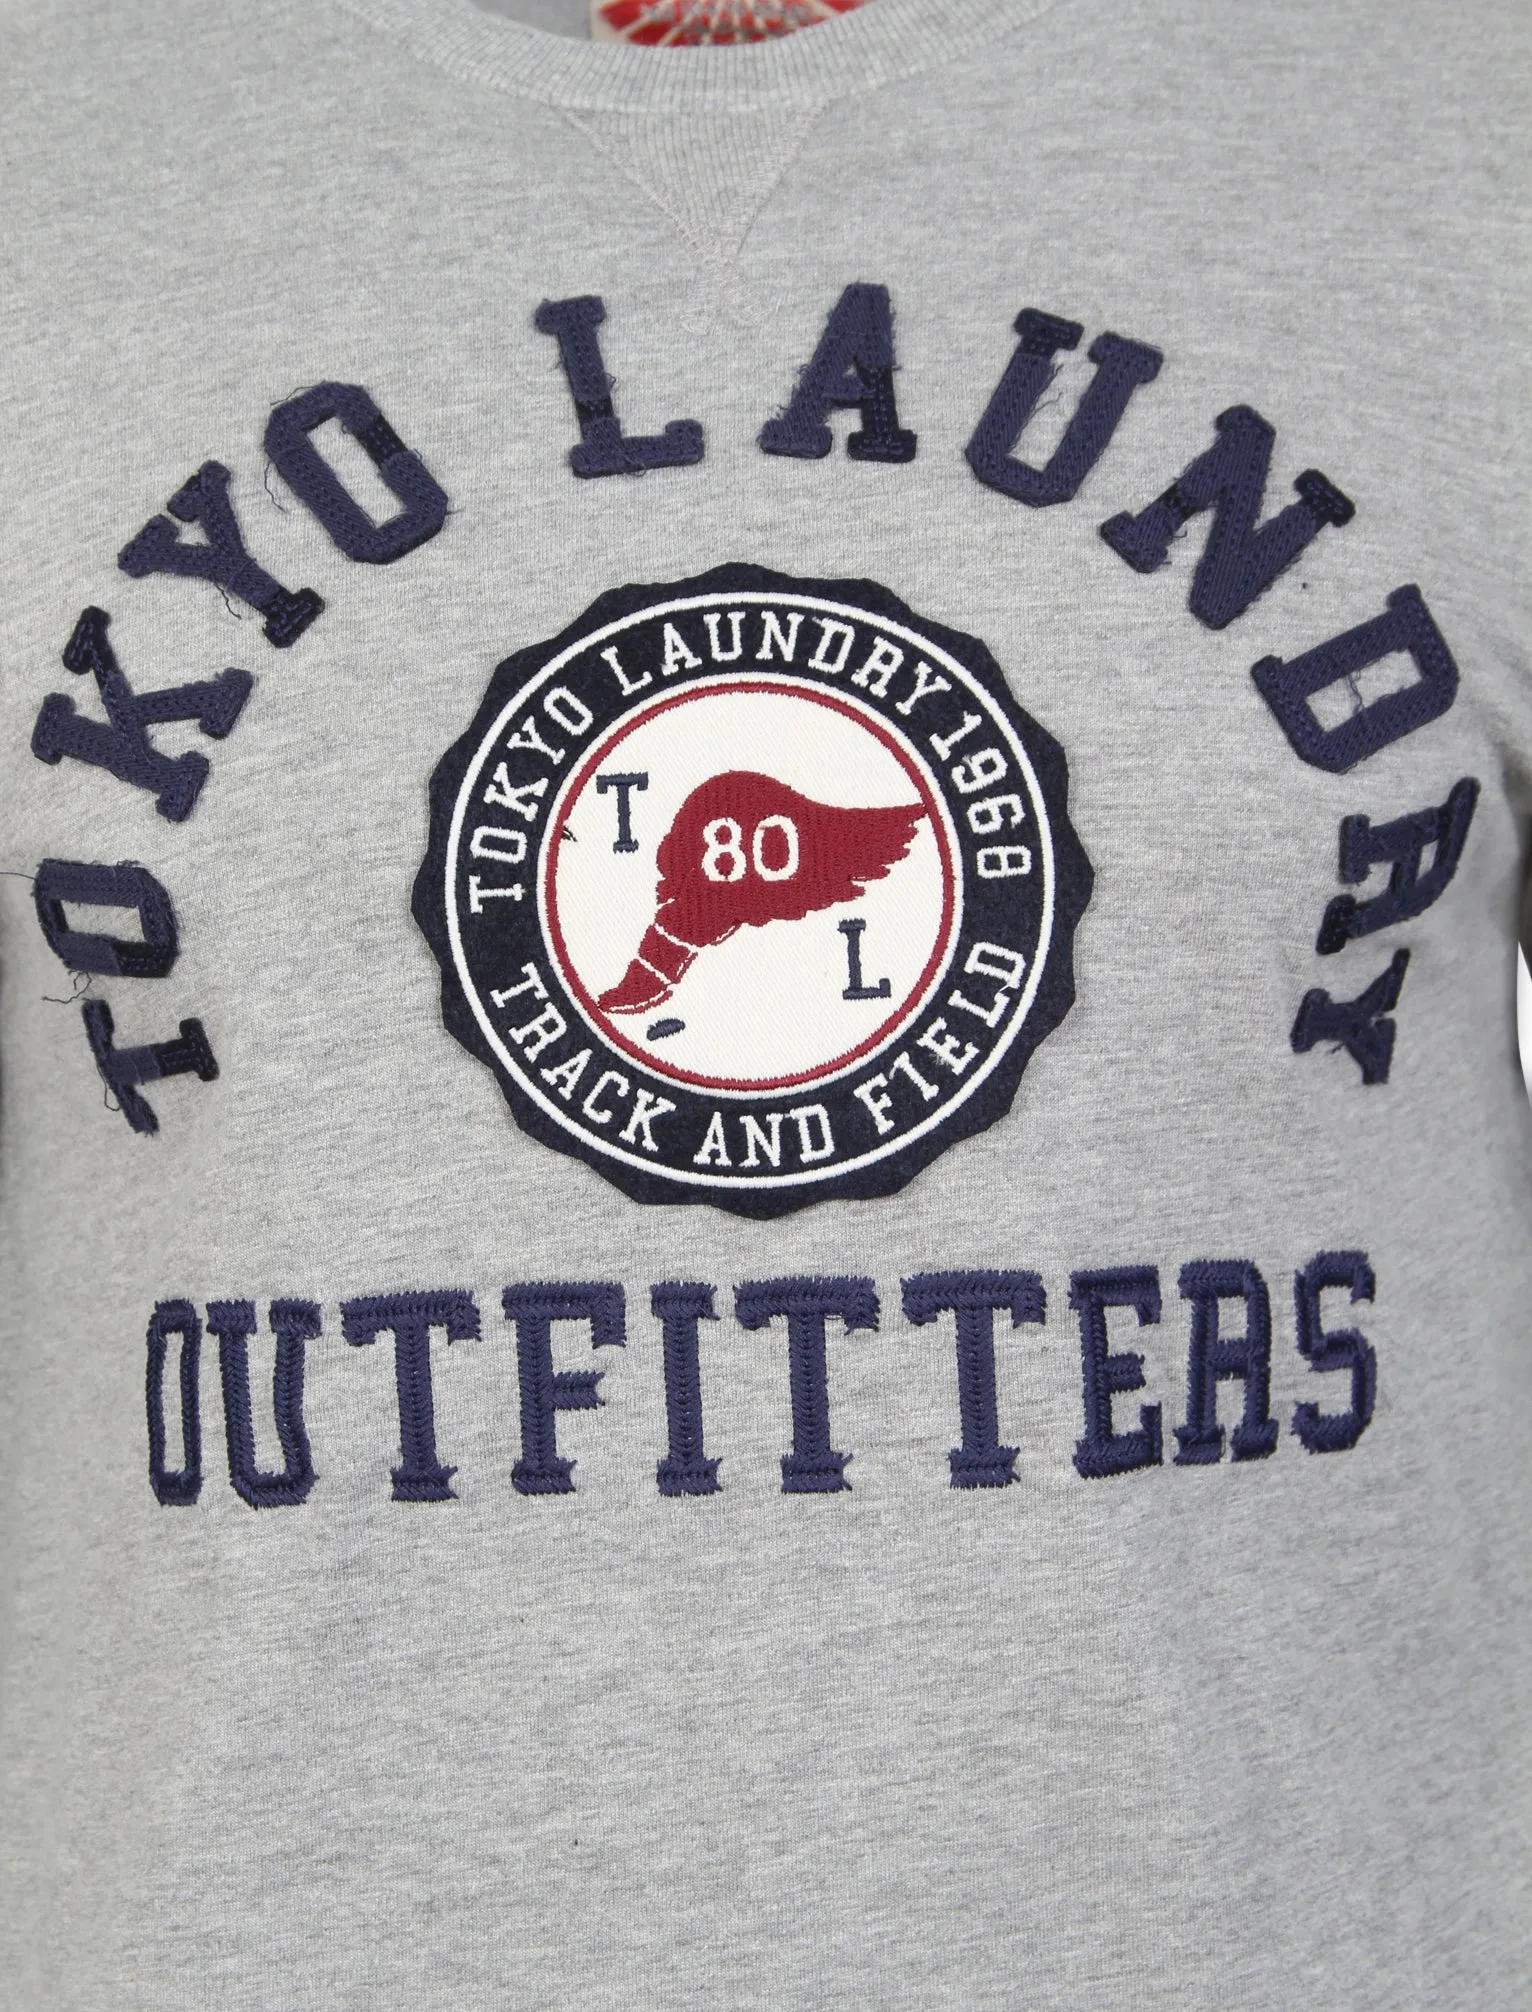 TOKYO LAUNDRY
TOKYO LAUNDRY 1968
T 80 L
TRACK AND FIELD
OUTFITTERS